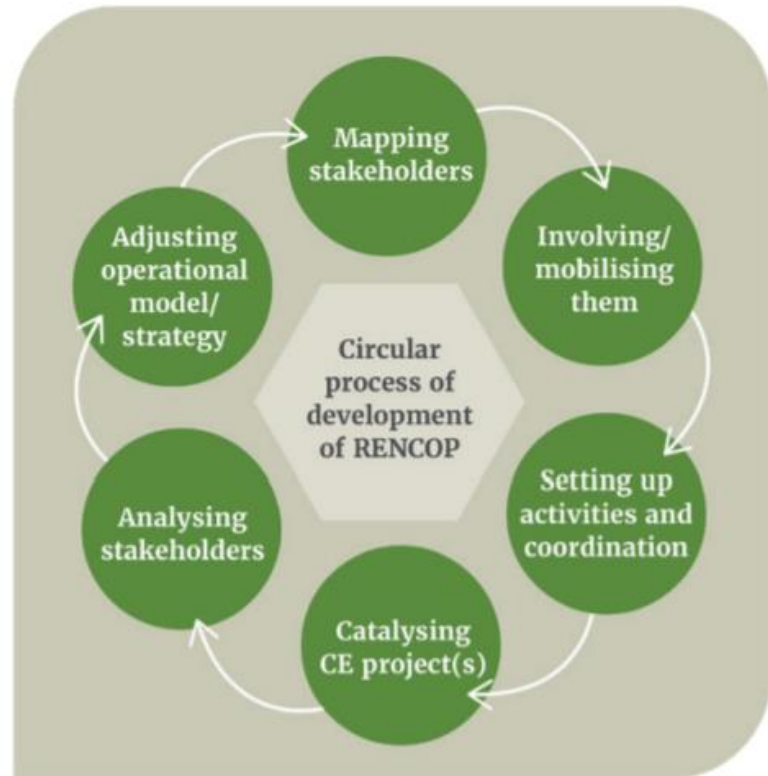 Mapping
stakeholders
Involving/
mobilising
them
Setting up
activities and
coordination
Catalysing
CE project(s)
Analysing
stakeholders
Adjusting
operational
model/
strategy
Circular
process of
development
of RENCOP